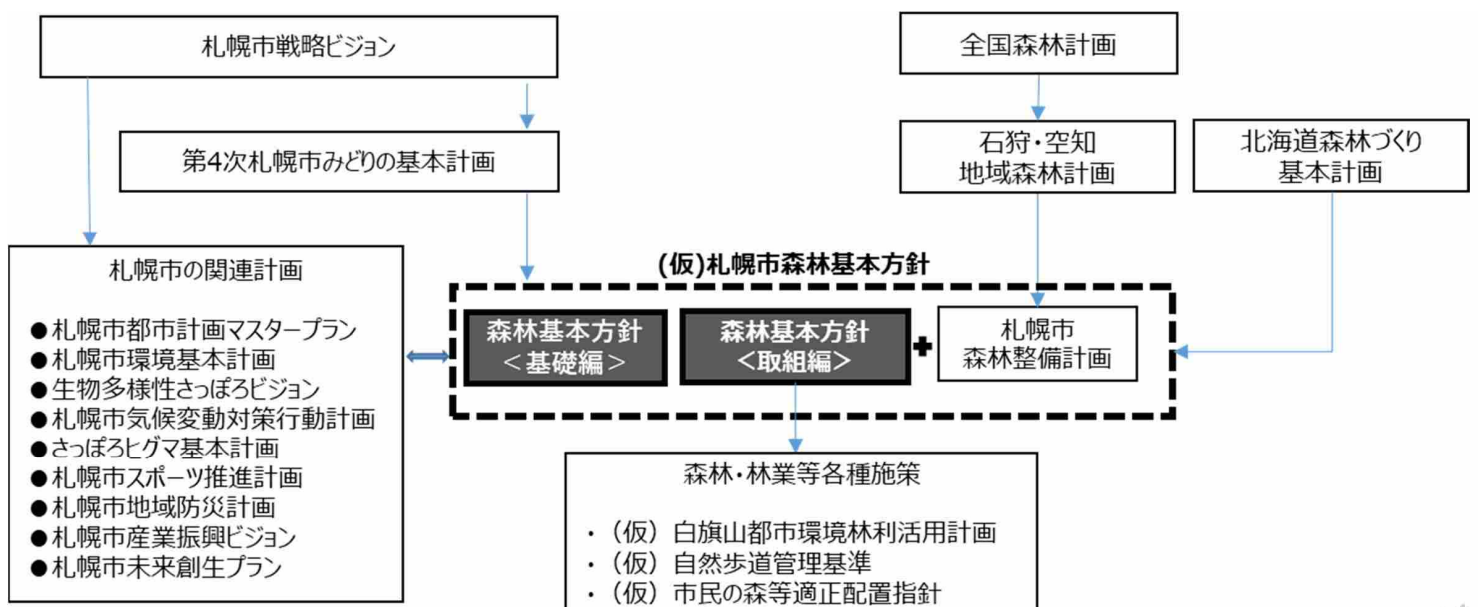 札幌市戦略ビジョン
全国森林計画
第4次札幌市みどりの基本計画
石狩・空知
地域森林計画
北海道森林づくり
基本計画
札幌市の関連計画
●札幌市都市計画マスタープラン
●札幌市環境基本計画
●生物多様性さっぽろビジョン
●札幌市気候変動対策行動計画
●さっぽろヒグマ基本計画
●札幌市スポーツ推進計画
●札幌市地域防災計画
●札幌市産業振興ビジョン
●札幌市未来創生プラン
(仮)札幌市森林基本方針
森林基本方針
＜基礎編＞
森林基本方針
＜取組編＞
+
札幌市
森林整備計画
森林・林業等各種施策
・（仮）白旗山都市環境林利活用計画
・（仮）自然歩道管理基準
・（仮）市民の森等適正配置指針